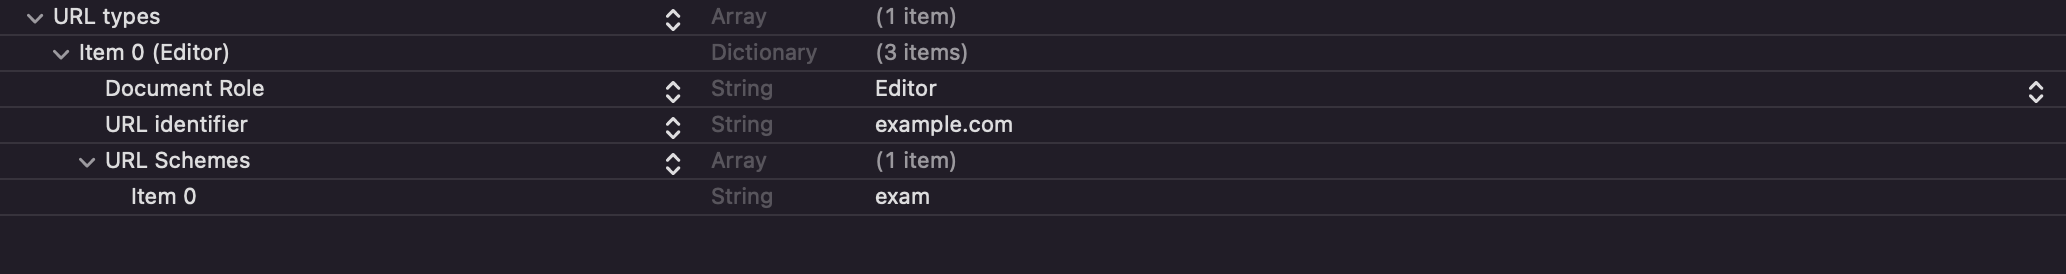 URL types Array (1 item)
Item 0 (Editor) Dictionary (3 items)
Document Role String Editor
URL identifier String example.com
URL Schemes Array (1 item)
Item 0 String exam